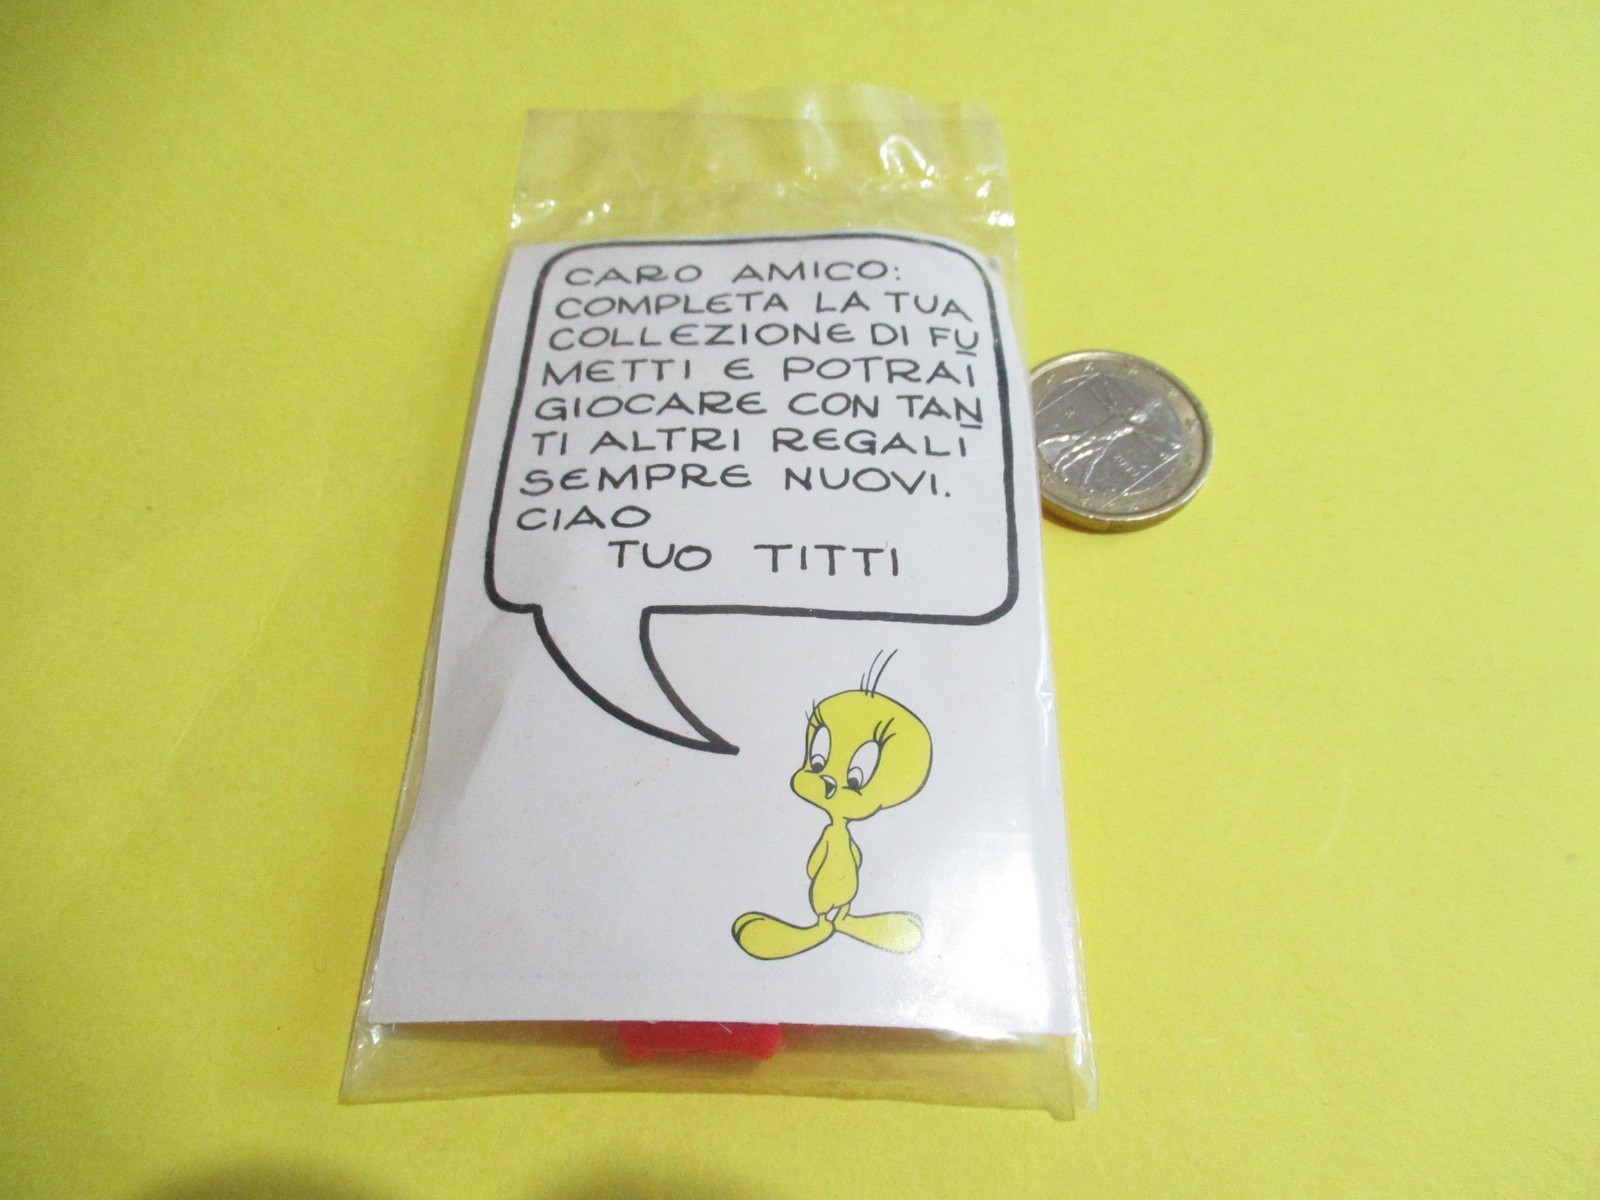 CARO AMICO:
COMPLETA LA TUA
COLLEZIONE DI FU
METTI E POTRAI
GIOCARE CON TAN
TI ALTRI REGALI
SEMPRE NUOVI.
CIAO
TUO TITTI